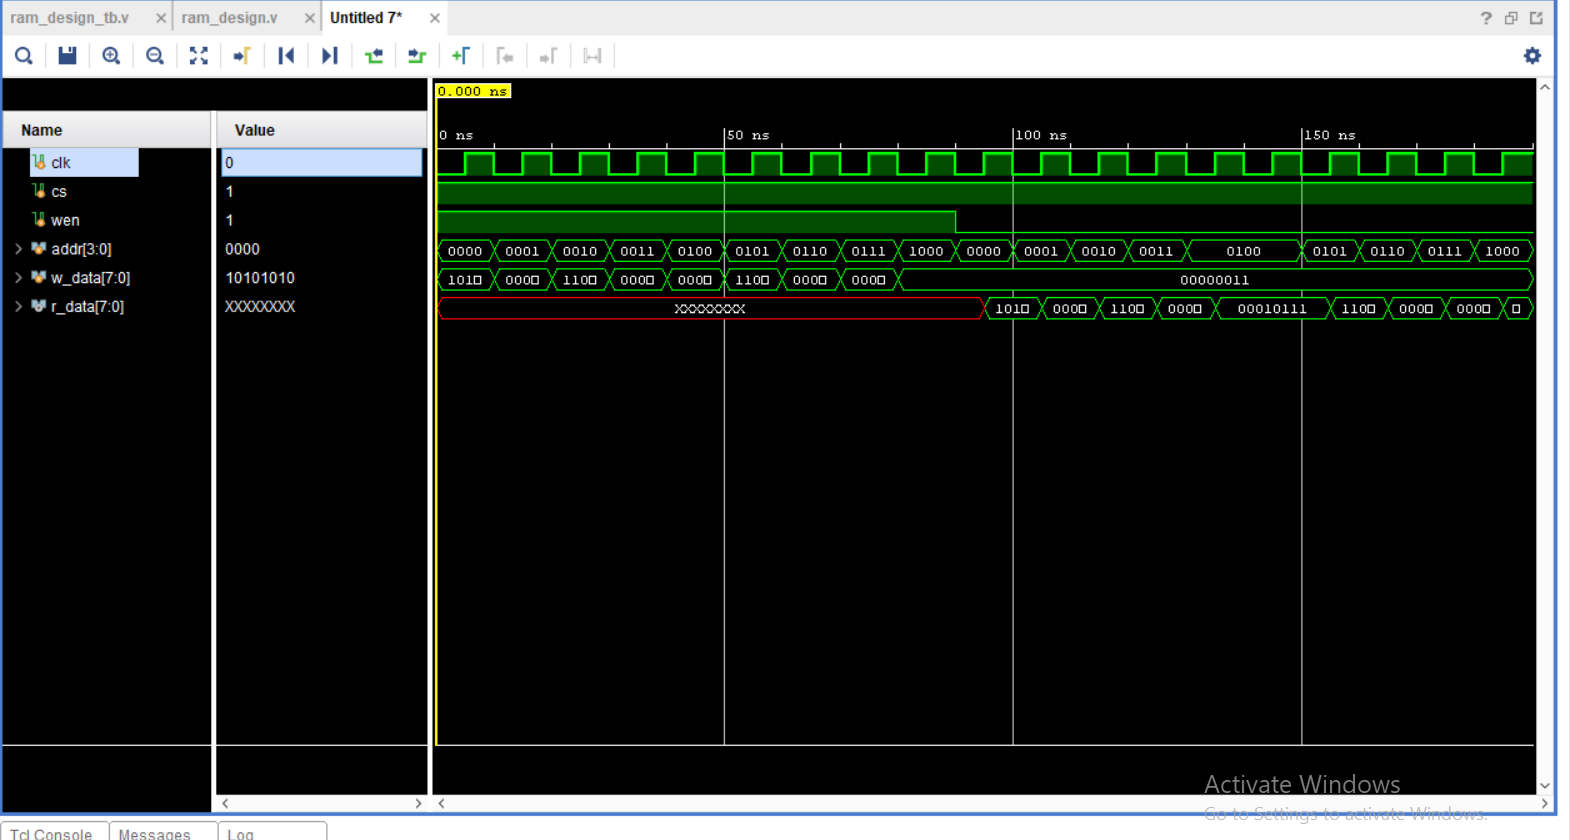 ram_design_tb.v × ram_design.v × Untitled 7* ×
0.000 ns
Name Value
0 ns 50 ns 100 ns 150 ns
clk 0
cs 1
wen 1
addr[3:0] 0000 0000 0001 0010 0011 0100 0101 0110 0111 1000 0000 0001 0010 0011 0100 0101 0110 0111 1000
w_data[7:0] 10101010 101□ 000□ 110□ 000□ 000□ 110□ 000□ 000□ 00000011
r_data[7:0] XXXXXXXX XXXXXXXX 101□ 000□ 110□ 000□ 00010111 110□ 000□ 000□ □
Activate Windows
Go to Settings to activate Windows.
Tcl Console Messages Log